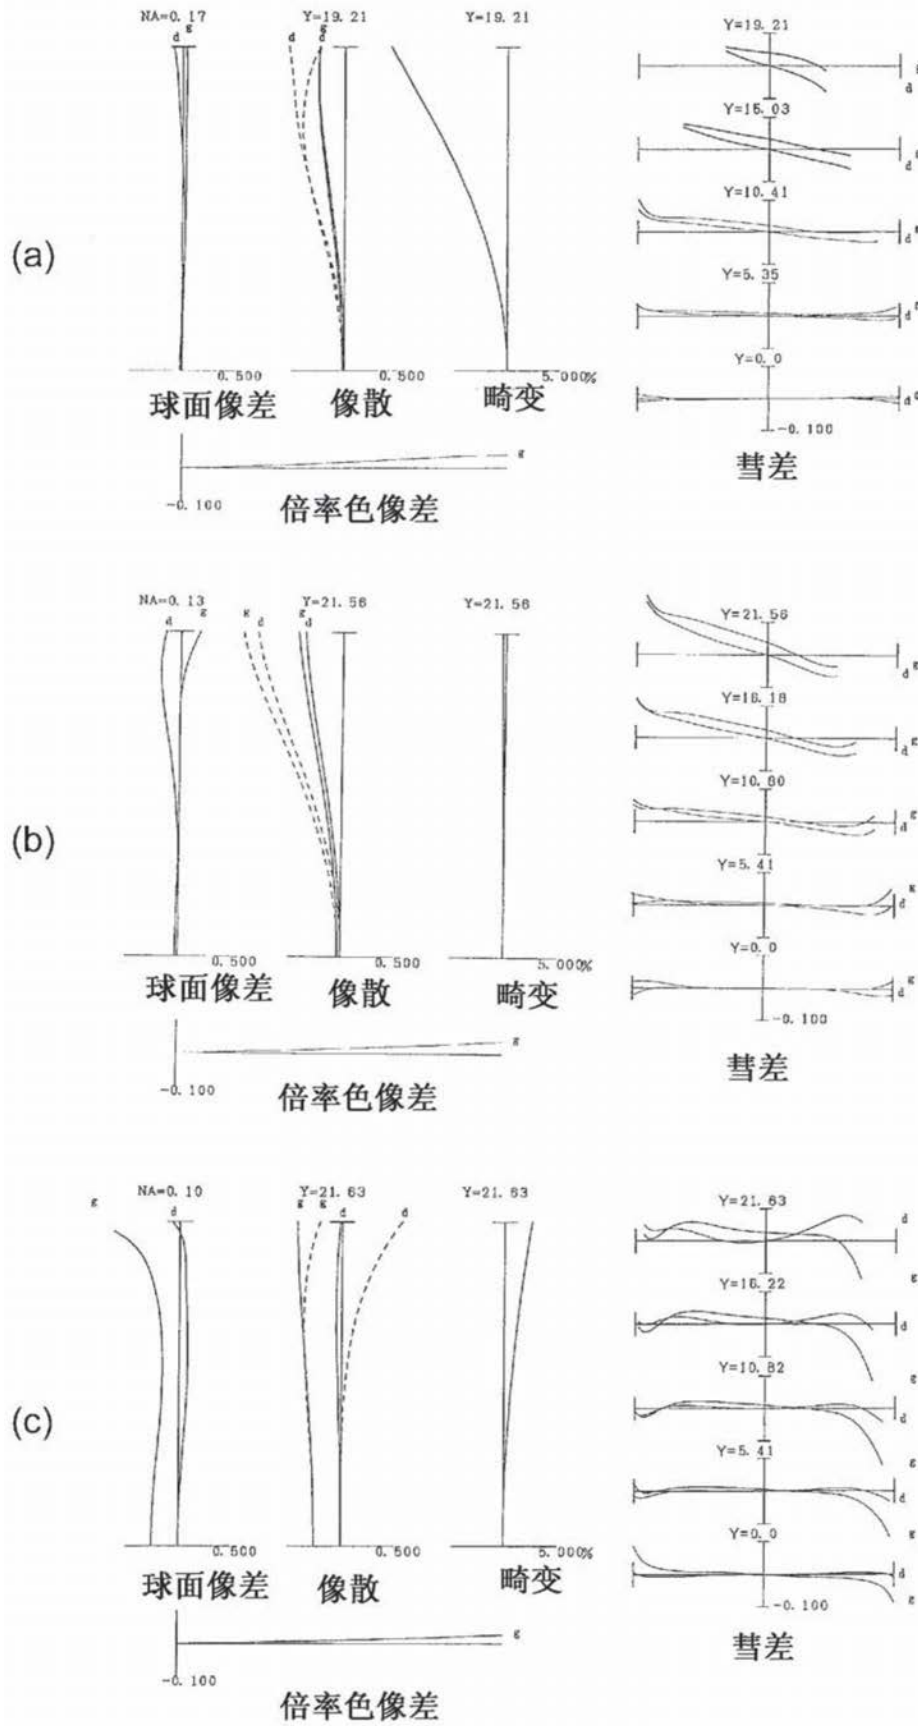 (a)
NA=0.17
g
d
0.500
球面像差
Y=19.21
g
d
d
0.500
像散
Y=19.21
5.000%
畸变
g
-0.100
倍率色像差
Y=19.21
d
Y=15.03
d
Y=10.41
d
g
Y=5.35
d
g
Y=0.0
d
g
-0.100
彗差
(b)
NA=0.13
g
d
0.500
球面像差
Y=21.56
g
d
g
d
0.500
像散
Y=21.56
5.000%
畸变
g
-0.100
倍率色像差
Y=21.56
d
g
Y=16.18
d
g
Y=10.80
d
g
Y=5.41
d
g
Y=0.0
d
g
-0.100
彗差
(c)
g
NA=0.10
d
0.500
球面像差
Y=21.63
g
g
d
d
0.500
像散
Y=21.63
5.000%
畸变
g
-0.100
倍率色像差
Y=21.63
d
g
Y=16.22
d
g
Y=10.82
d
g
Y=5.41
d
g
Y=0.0
d
g
-0.100
彗差